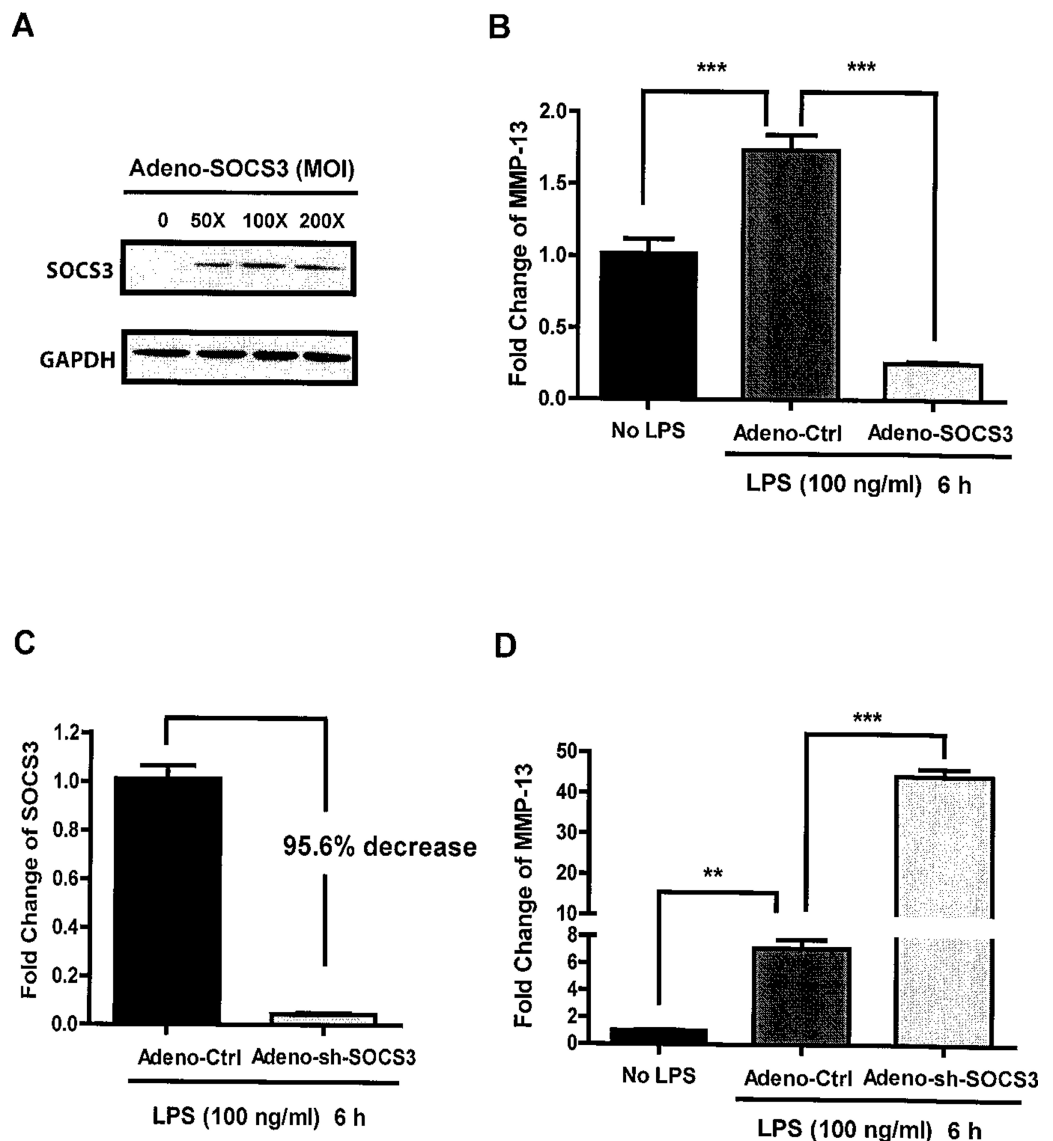 A
Adeno-SOCS3 (MOI)
0 50X 100X 200X
SOCS3
GAPDH
B
*** ***
Fold Change of MMP-13
2.0
1.5
1.0
0.5
0.0
No LPS Adeno-Ctrl Adeno-SOCS3
LPS (100 ng/ml) 6 h
C
Fold Change of SOCS3
1.2
1.0
0.8
0.6
0.4
0.2
0.0
95.6% decrease
Adeno-Ctrl Adeno-sh-SOCS3
LPS (100 ng/ml) 6 h
D
***
**
Fold Change of MMP-13
50
40
30
20
10
8
6
4
2
0
No LPS Adeno-Ctrl Adeno-sh-SOCS3
LPS (100 ng/ml) 6 h